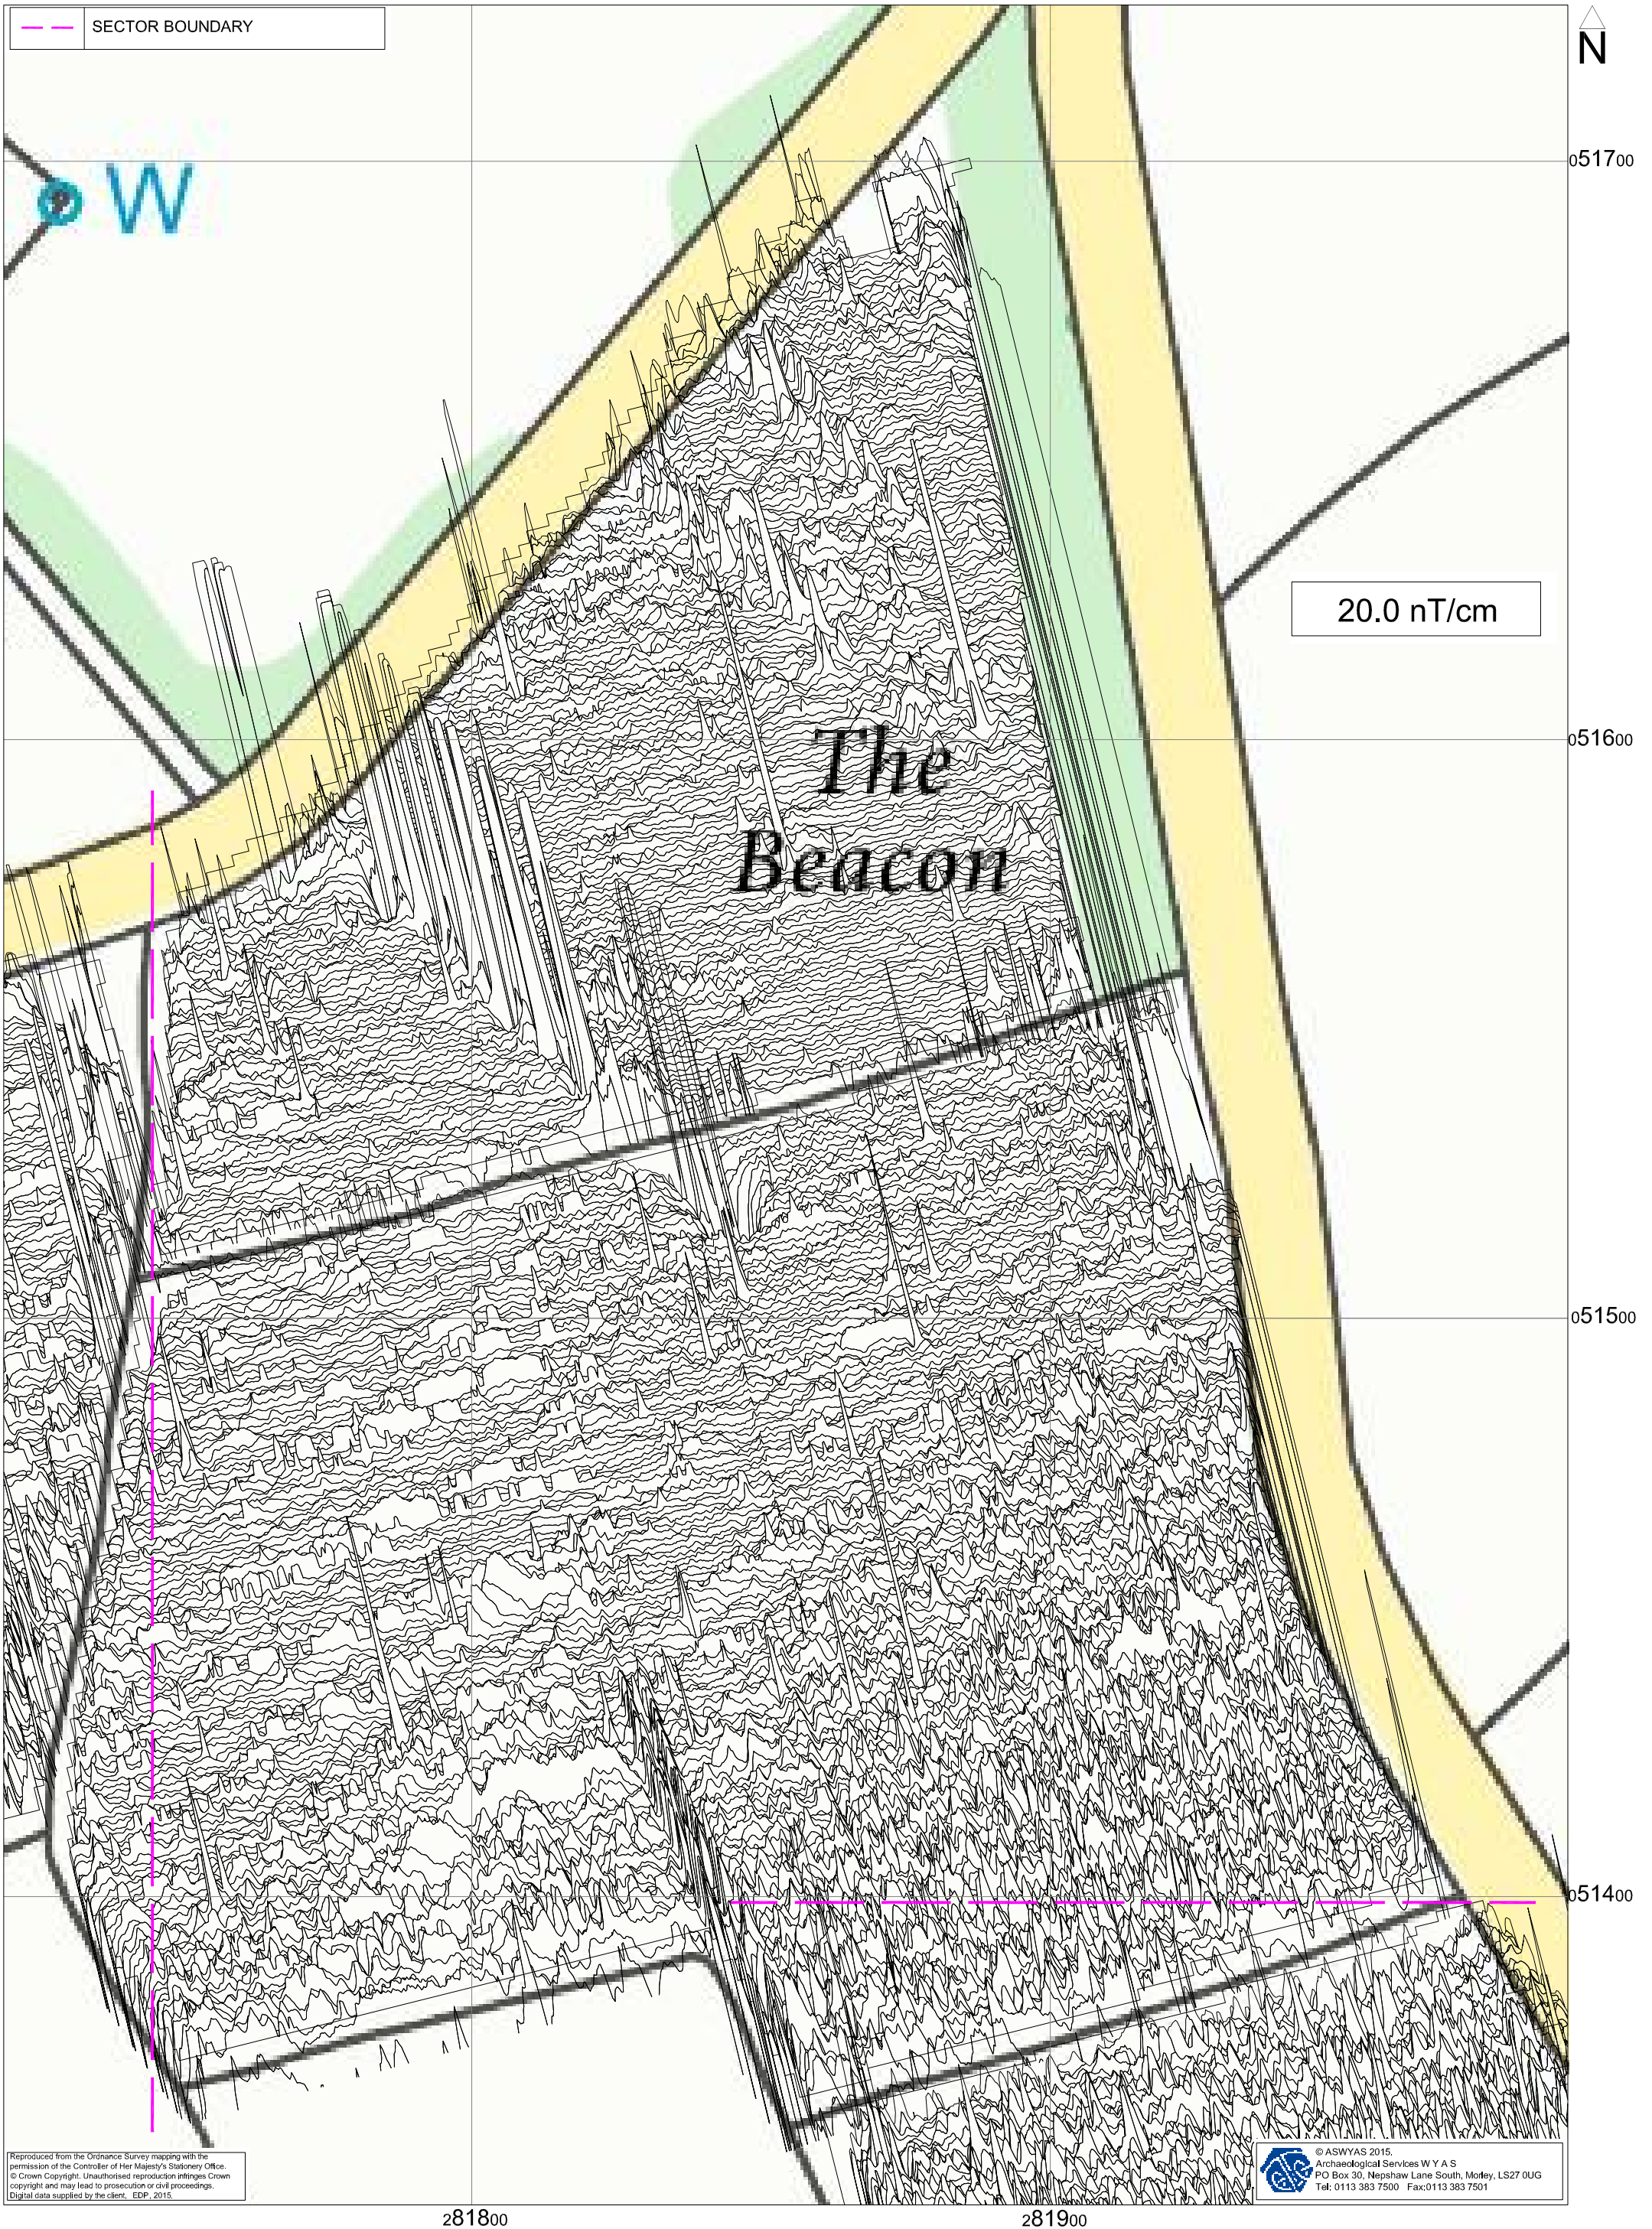 SECTOR BOUNDARY
N
051700
W
20.0 nT/cm
051600
The
Beacon
051500
051400
Reproduced from the Ordnance Survey mapping with the
permission of the Controller of Her Majesty's Stationery Office.
© Crown Copyright. Unauthorised reproduction infringes Crown
copyright and may lead to prosecution or civil proceedings.
Digital data supplied by the client, EDP, 2015.
© ASWYAS 2015.
Archaeological Services W Y A S
PO Box 30, Nepshaw Lane South, Morley, LS27 0UG
Tel: 0113 383 7500 Fax:0113 383 7501
281800
281900